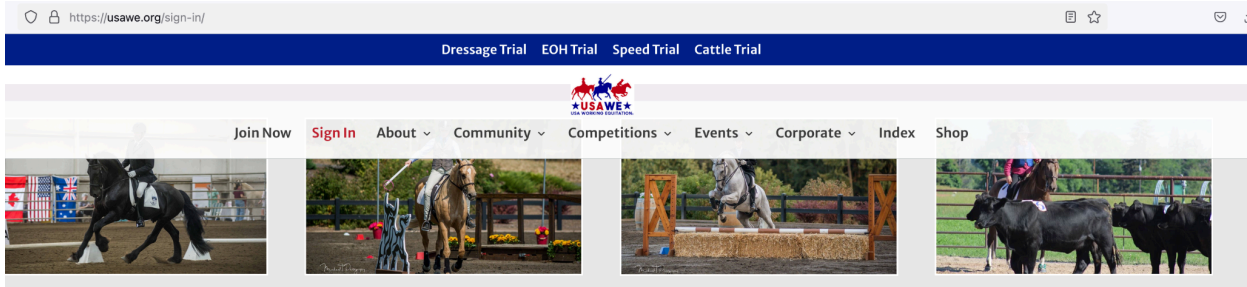 https://usawe.org/sign-in/
Dressage Trial EOH Trial Speed Trial Cattle Trial
★USAWE★
USA WORKING EQUITATION
Join Now Sign In About Community Competitions Events Corporate Index Shop